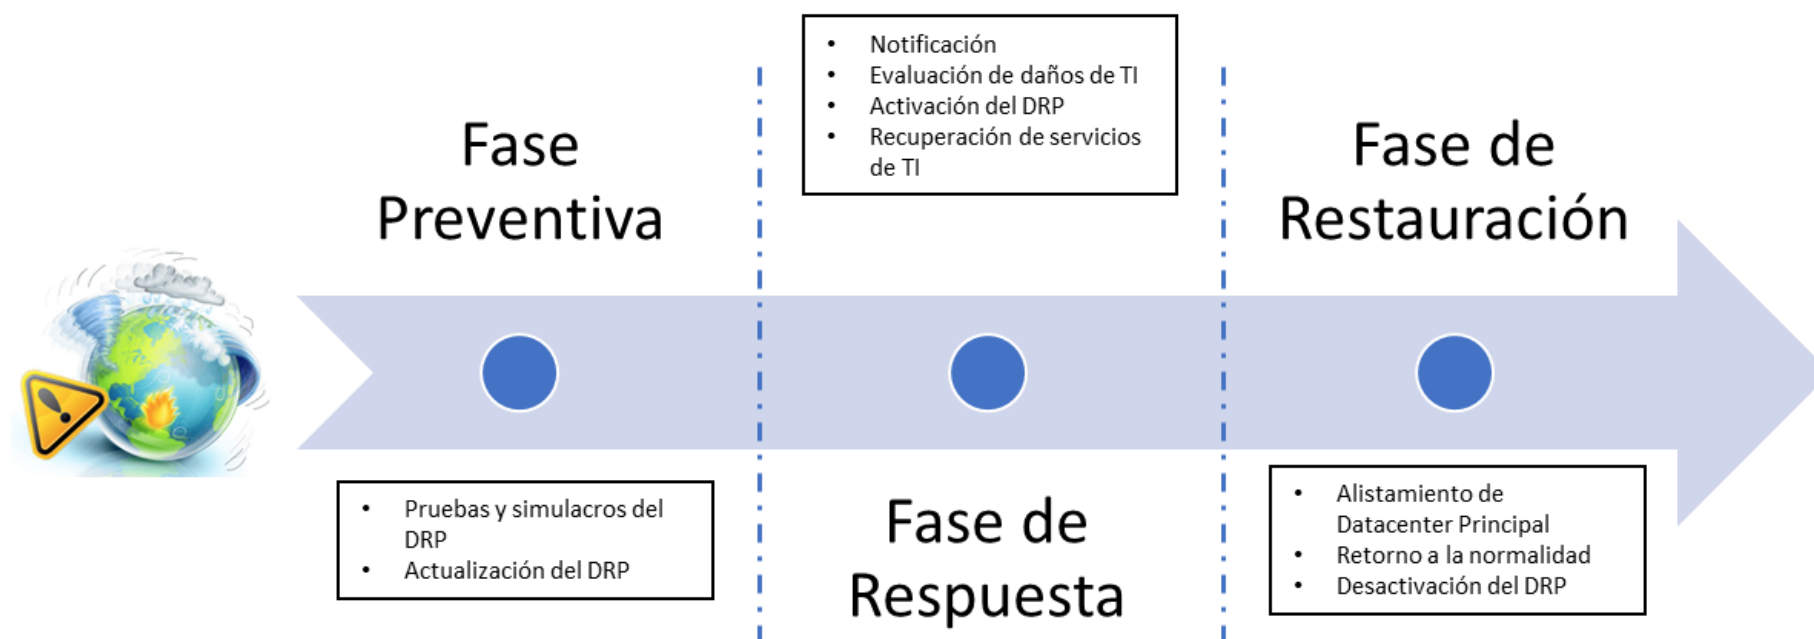 Fase
Preventiva
• Pruebas y simulacros del
DRP
• Actualización del DRP
• Notificación
• Evaluación de daños de TI
• Activación del DRP
• Recuperación de servicios
de TI
Fase de
Respuesta
Fase de
Restauración
• Alistamiento de
Datacenter Principal
• Retorno a la normalidad
• Desactivación del DRP